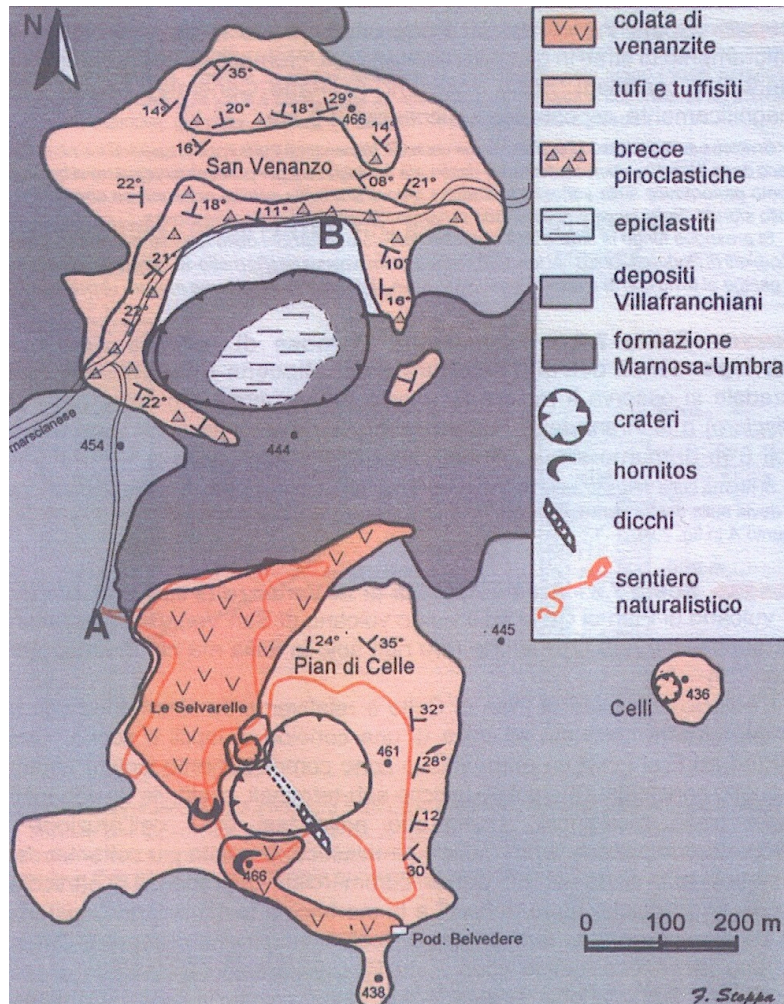 N
colata di
venanzite
tufi e tuffisiti
brecce
piroclastiche
epiclastiti
depositi
Villafranchiani
formazione
Marnosa-Umbra
crateri
hornitos
dicchi
sentiero
naturalistico
35°
14°
20°
18°
29°
466
14°
16°
San Venanzo
08°
21°
22°
18°
11°
B
10°
21°
16°
22
22°
marscianese
454
444
A
24°
35°
445
Pian di Celle
Le Selvarelle
32°
Celli
436
461
28°
12
30°
466
Pod. Belvedere
438
0 100 200 m
F. Stoppa